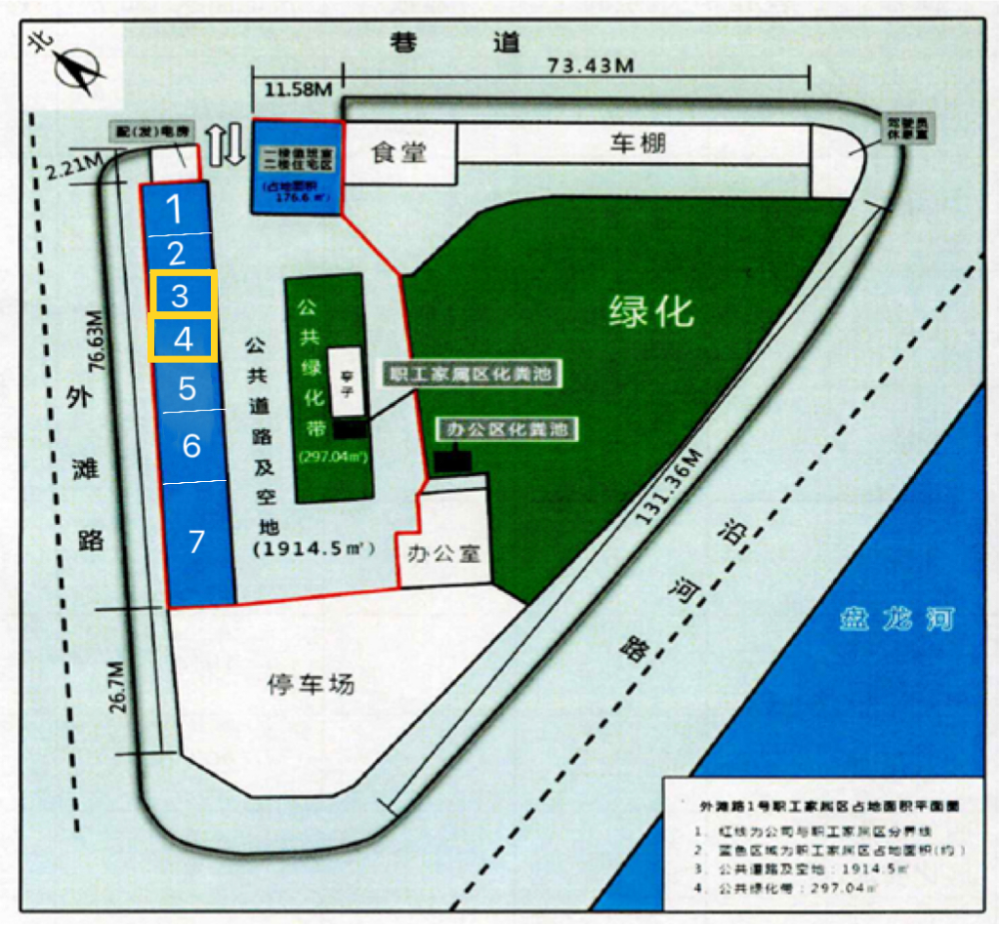 北
巷 道
73.43M
11.58M
配(发)电房
驾驶员
休息室
2.21M
一楼值班室
二楼住宅区
(占地面积
176.6 ㎡)
食堂
车棚
1
2
3
4
5
6
7
76.63M
外滩路
公共绿化带
(297.04㎡)
亭子
绿化
职工家属区化粪池
办公区化粪池
公共道路及空地
(1914.5㎡)
办公室
131.36M
沿河路
盘龙河
26.7M
停车场
外滩路1号职工家属区占地面积平面图
1、红线为公司与职工家属区分界线
2、蓝色区域为职工家属区占地面积(约)
3、公共道路及空地:1914.5㎡
4、公共绿化带:297.04㎡